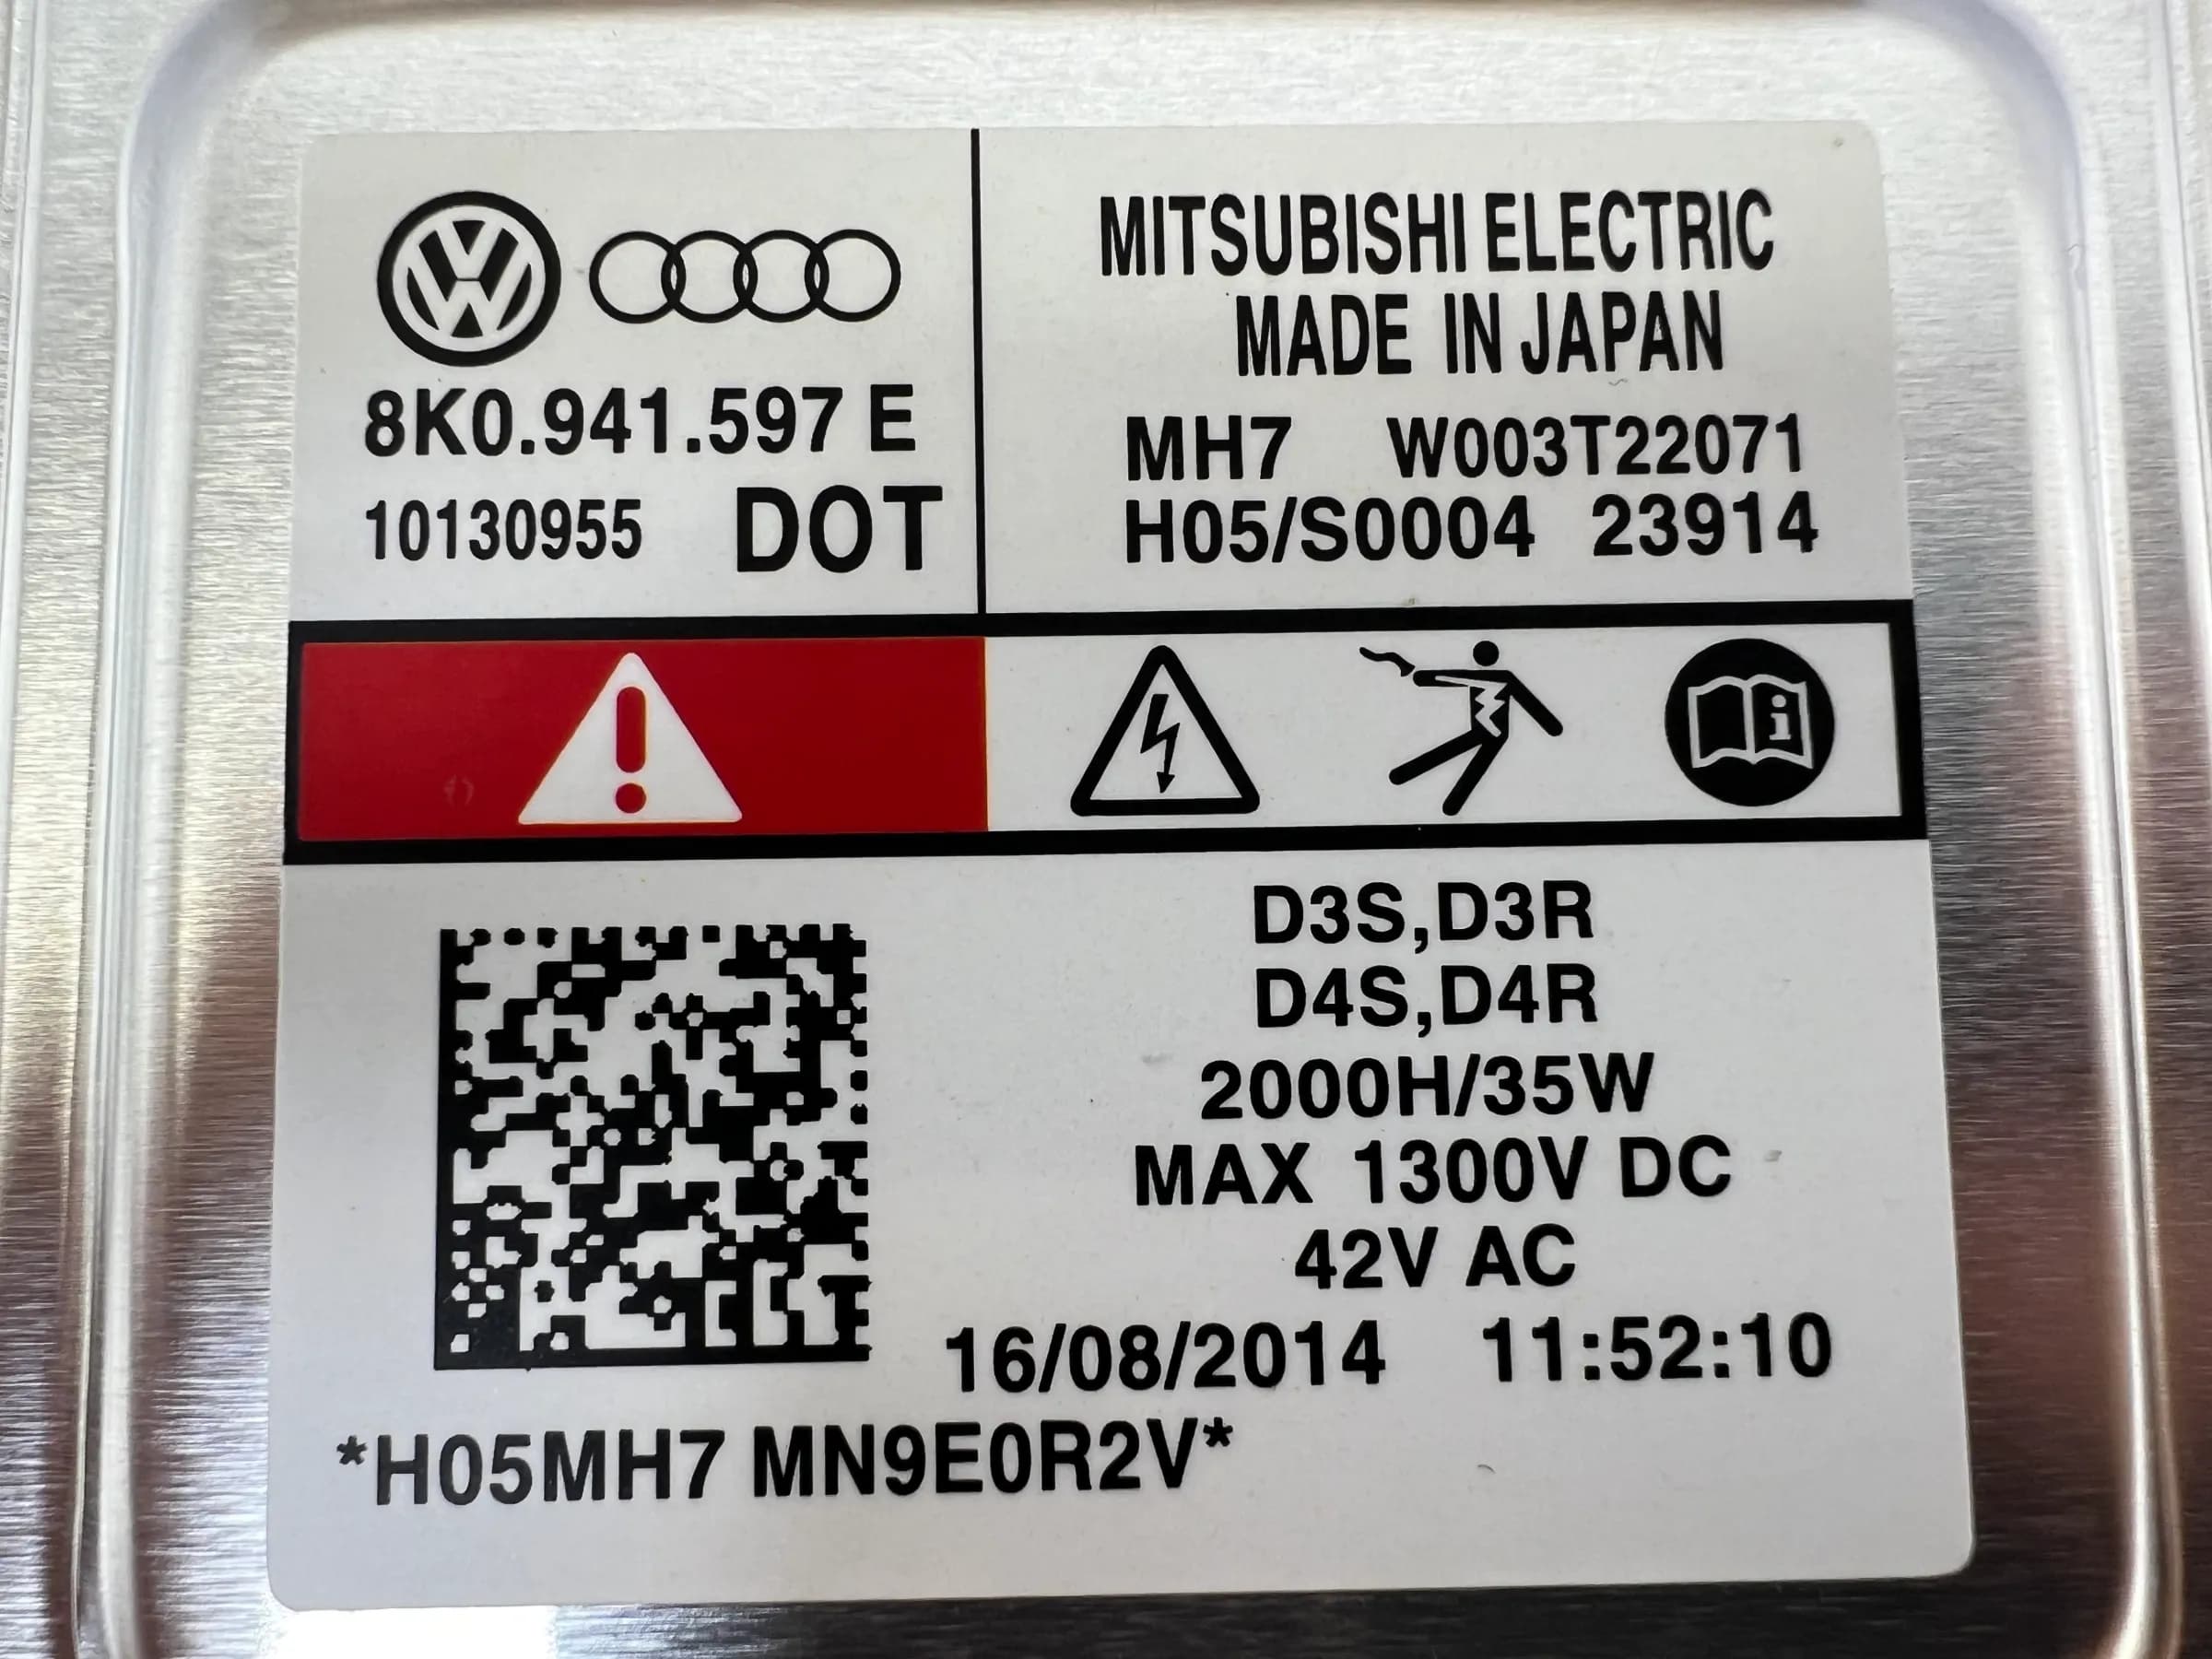 8K0.941.597 E
10130955 DOT
MITSUBISHI ELECTRIC
MADE IN JAPAN
MH7 W003T22071
H05/S0004 23914
D3S,D3R
D4S,D4R
2000H/35W
MAX 1300V DC
42V AC
16/08/2014 11:52:10
*H05MH7 MN9E0R2V*